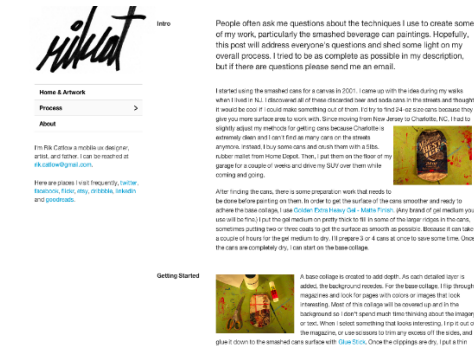 rikcat
Home & Artwork
Process >
About
I'm Rik Catlow a mobile ux designer,
artist, and father. I can be reached at
rik.catlow@gmail.com.
Here are places I visit frequently, twitter,
facebook, flickr, etsy, dribbble, linkedin
and goodreads.
Intro
People often ask me questions about the techniques I use to create some
of my work, particularly the smashed beverage can paintings. Hopefully,
this post will address everyone's questions and shed some light on my
overall process. I tried to be as complete as possible in my description,
but if there are questions please send me an email.
I started using the smashed cans for a canvas in 2001. I came up with the idea during my walks
when I lived in NJ. I discovered all of these discarded beer and soda cans in the streets and thought
it would be cool if I could make something out of them. I'd try to find 24 oz size cans because they
give you more surface area to work with. Since moving from New Jersey to Charlotte, NC, I had to
slightly adjust my methods for getting cans because Charlotte is
extremely clean and I can't find as many cans on the streets
anymore. Instead, I buy some cans and crush them with a 5lbs.
rubber mallet from Home Depot. Then, I put them on the floor of my
garage for a couple of weeks and drive my SUV over them while
coming and going.
After finding the cans, there is some preparation work that needs to
be done before painting on them. In order to get the surface of the cans smoother and ready to
adhere the base collage, I use Golden Extra Heavy Gel - Matte Finish. (Any brand of gel medium you
use will be fine.) I put the gel medium on pretty thick to fill in some of the larger ridges in the cans,
sometimes putting two or three coats to get the surface as smooth as possible. Because it can take
a couple of hours for the gel medium to dry, I'll prepare 3 or 4 cans at once to save some time. Once
the cans are completely dry, I can start on the base collage.
Getting Started
A base collage is created to add depth. As each detailed layer is
added, the background recedes. For the base collage, I flip through
magazines and look for pages with colors or images that look
interesting. Most of this collage will be covered up and in the
background so I don't spend much time thinking about the imagery
or text. When I select something that looks interesting, I rip it out of
the magazine, or use scissors to trim any excess off the sides, and
glue it down to the smashed cans surface with Glue Stick. Once the clippings are dry, I put a thin